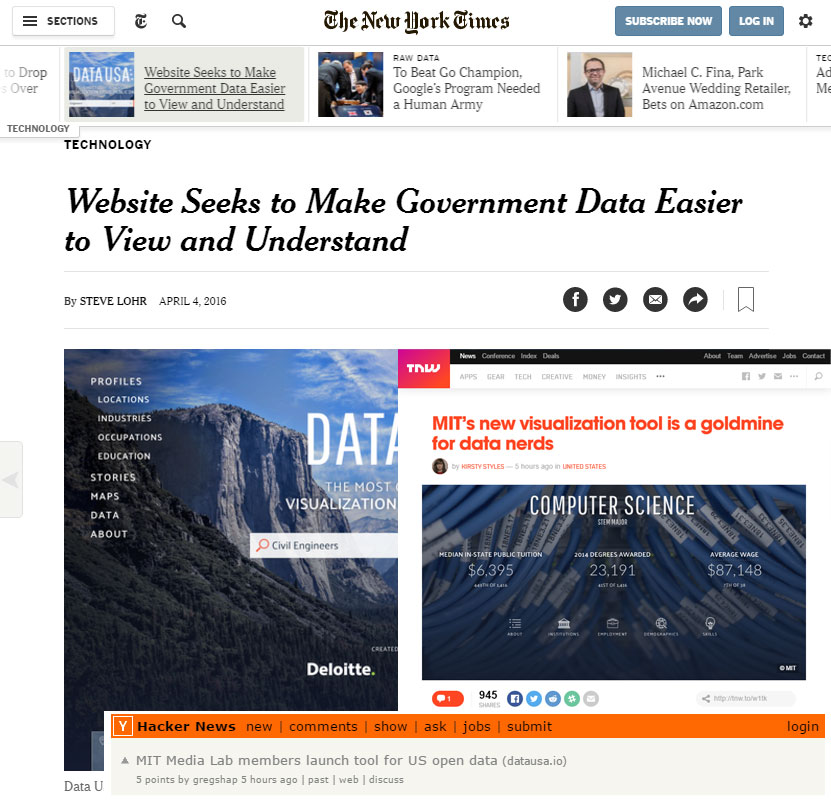 SECTIONS
The New York Times
SUBSCRIBE NOW
LOG IN
to Drop
s Over
DATA USA
Website Seeks to Make
Government Data Easier
to View and Understand
RAW DATA
To Beat Go Champion,
Google's Program Needed
a Human Army
Michael C. Fina, Park
Avenue Wedding Retailer,
Bets on Amazon.com
TEC
Ad
Me
TECHNOLOGY
TECHNOLOGY
Website Seeks to Make Government Data Easier
to View and Understand
By STEVE LOHR APRIL 4, 2016
PROFILES
LOCATIONS
INDUSTRIES
OCCUPATIONS
EDUCATION
STORIES
MAPS
DATA
ABOUT
DATA
THE MOST C
VISUALIZATION
Civil Engineers
CREATED
Deloitte.
Data U
TNW
News Conference Index Deals
About Team Advertise Jobs Contact
APPS GEAR TECH CREATIVE MONEY INSIGHTS •••
MIT's new visualization tool is a goldmine
for data nerds
by KIRSTY STYLES — 5 hours ago in UNITED STATES
COMPUTER SCIENCE
STEM MAJOR
MEDIAN IN-STATE PUBLIC TUITION
$6,395
2014 DEGREES AWARDED
23,191
AVERAGE WAGE
$87,148
ABOUT
INSTITUTIONS
EMPLOYMENT
DEMOGRAPHICS
SKILLS
© MIT
1
945
SHARES
http://tnw.to/w1fk
Y Hacker News new | comments | show | ask | jobs | submit
login
MIT Media Lab members launch tool for US open data (datausa.io)
5 points by gregshap 5 hours ago | past | web | discuss